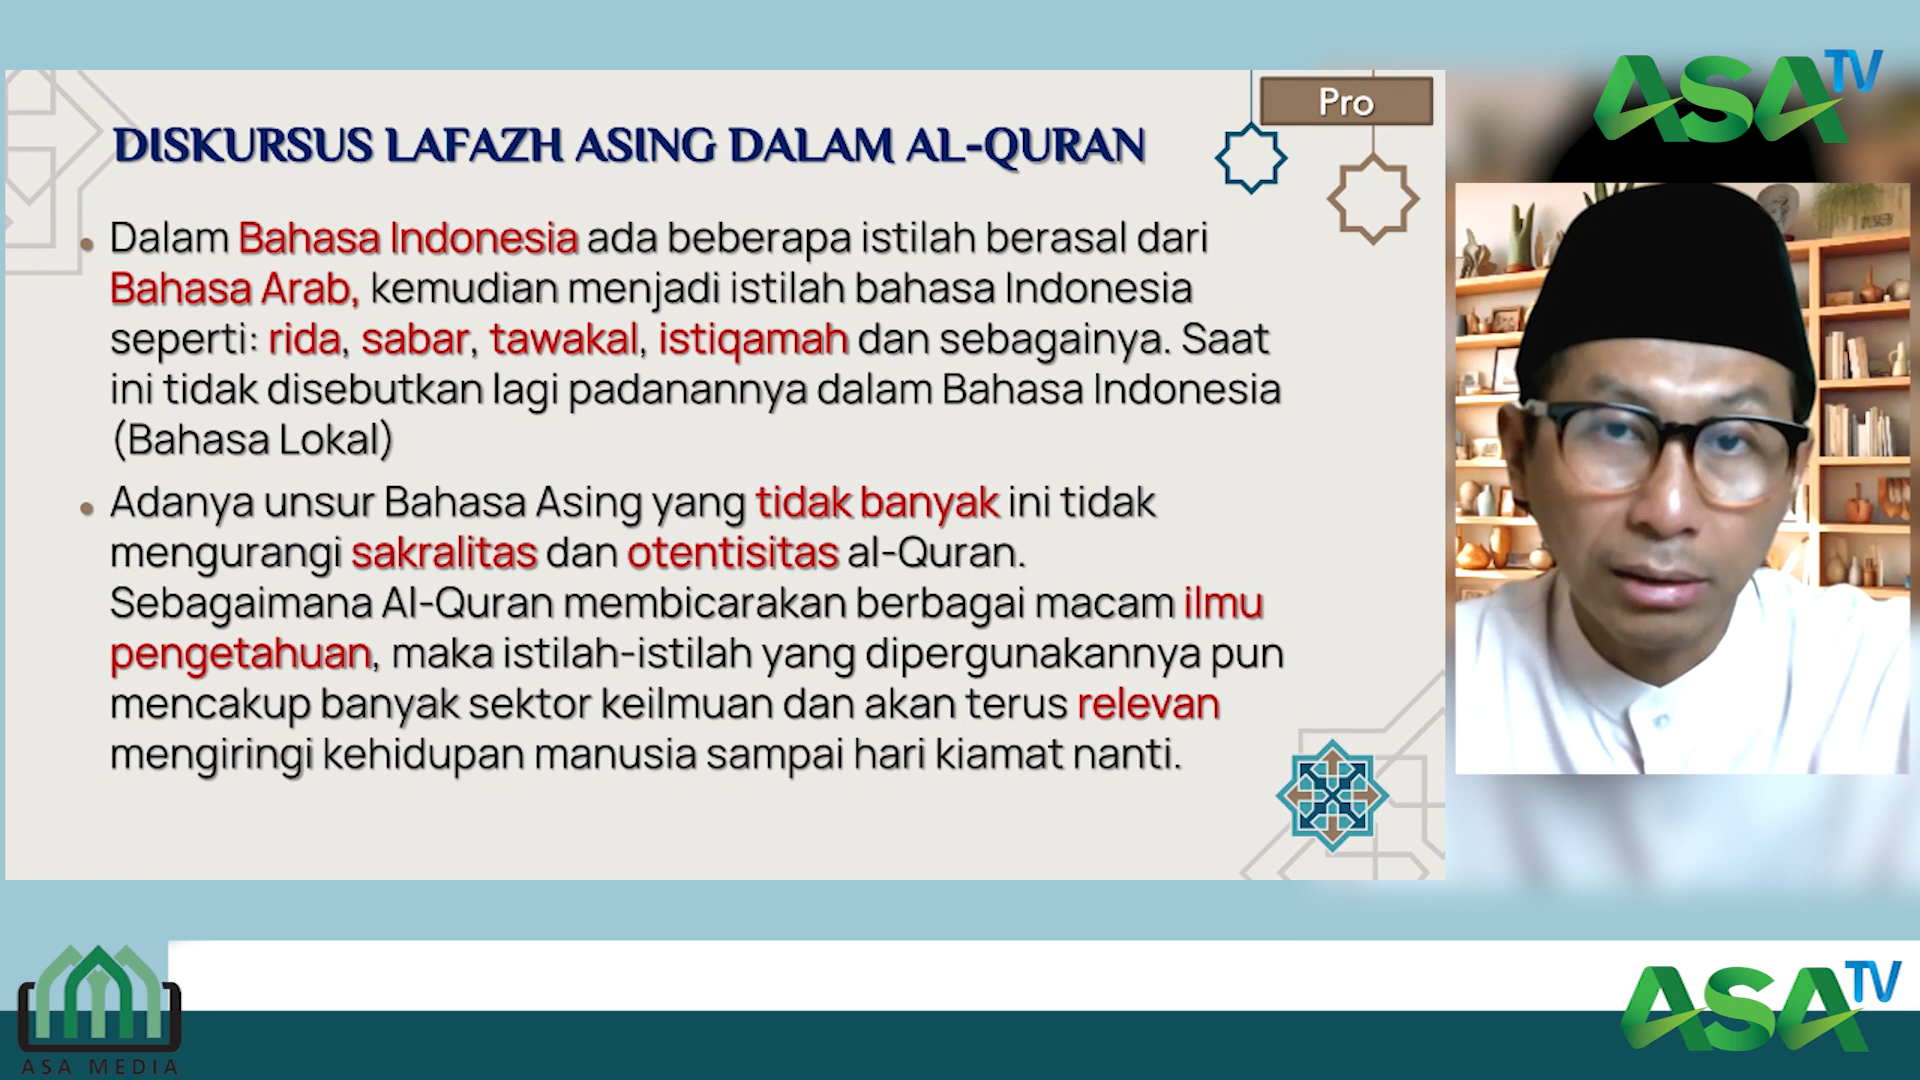 ASA TV
Pro
DISKURSUS LAFAZH ASING DALAM AL-QURAN
• Dalam Bahasa Indonesia ada beberapa istilah berasal dari
Bahasa Arab, kemudian menjadi istilah bahasa Indonesia
seperti: rida, sabar, tawakal, istiqamah dan sebagainya. Saat
ini tidak disebutkan lagi padanannya dalam Bahasa Indonesia
(Bahasa Lokal)
• Adanya unsur Bahasa Asing yang tidak banyak ini tidak
mengurangi sakralitas dan otentisitas al-Quran.
Sebagaimana Al-Quran membicarakan berbagai macam ilmu
pengetahuan, maka istilah-istilah yang dipergunakannya pun
mencakup banyak sektor keilmuan dan akan terus relevan
mengiringi kehidupan manusia sampai hari kiamat nanti.
ASA MEDIA
ASA TV